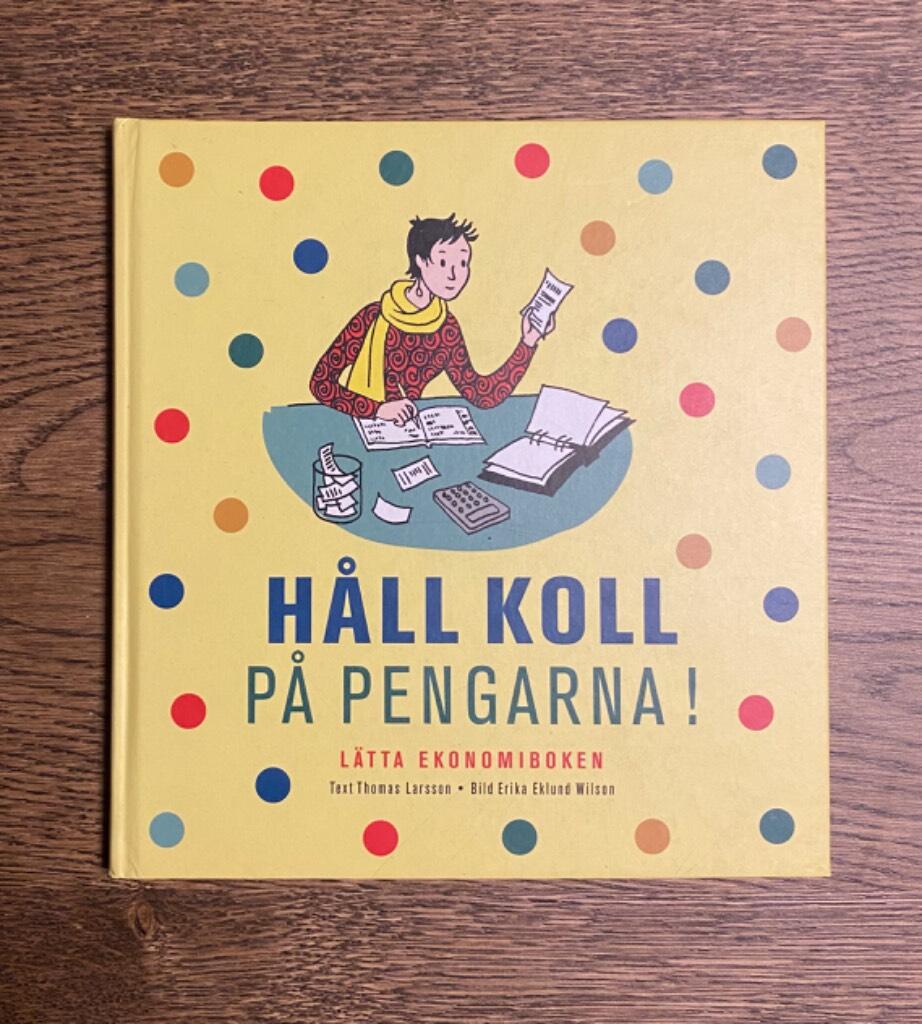 HÅLL KOLL
PÅ PENGARNA!
LÄTTA EKONOMIBOKEN
Text Thomas Larsson • Bild Erika Eklund Wilson